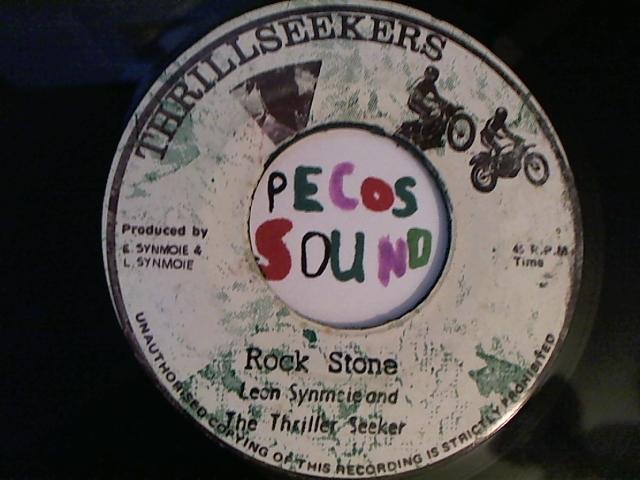 THRILLSEEKERS
PECOS
SOUND
Produced by
E. SYNMOIE &
L. SYNMOIE
45 R.P.M
Time
Rock Stone
Leon Synmoie and
The Thriller Seeker
UNAUTHORISED COPYING OF THIS RECORDING IS STRICTLY PROHIBITED